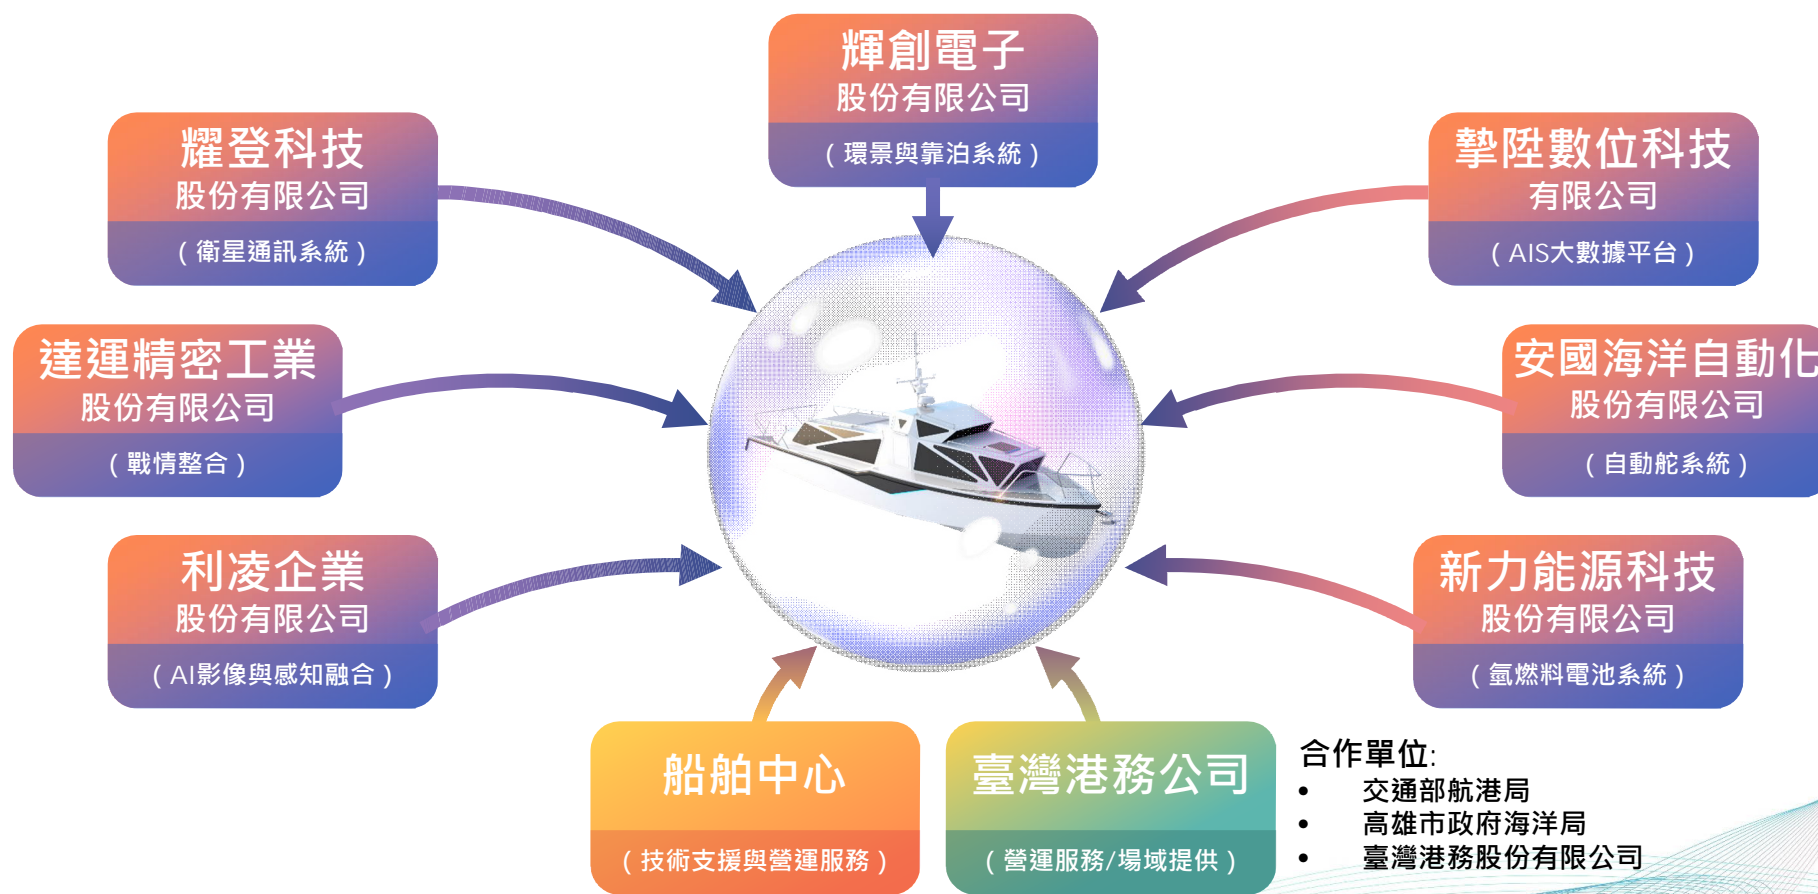 輝創電子
股份有限公司
（環景與靠泊系統）
耀登科技
股份有限公司
（衛星通訊系統）
摯陞數位科技
有限公司
（AIS大數據平台）
達運精密工業
股份有限公司
（戰情整合）
安國海洋自動化
股份有限公司
（自動舵系統）
利凌企業
股份有限公司
（AI影像與感知融合）
新力能源科技
股份有限公司
（氫燃料電池系統）
船舶中心
（技術支援與營運服務）
臺灣港務公司
（營運服務/場域提供）
合作單位:
• 交通部航港局
• 高雄市政府海洋局
• 臺灣港務股份有限公司